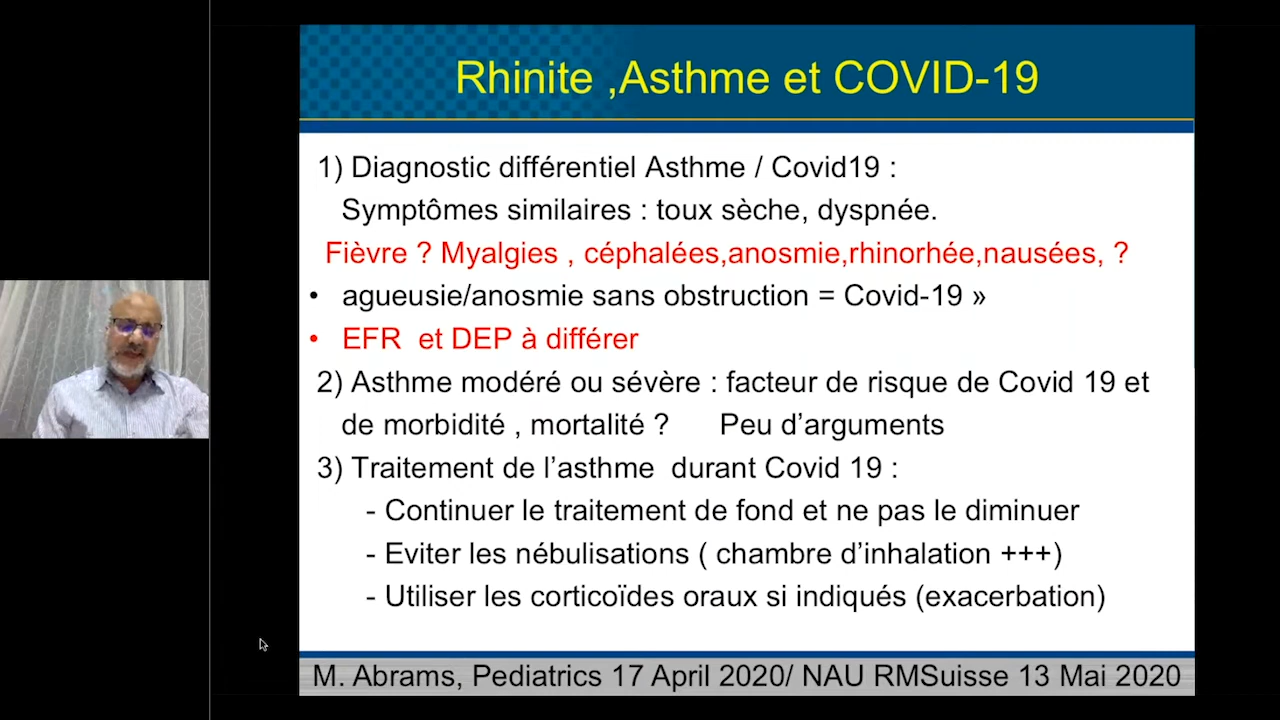 Rhinite ,Asthme et COVID-19
1) Diagnostic différentiel Asthme / Covid19 :
Symptômes similaires : toux sèche, dyspnée.
Fièvre ? Myalgies , céphalées,anosmie,rhinorhée,nausées, ?
• agueusie/anosmie sans obstruction = Covid-19 »
• EFR et DEP à différer
2) Asthme modéré ou sévère : facteur de risque de Covid 19 et
de morbidité , mortalité ? Peu d’arguments
3) Traitement de l’asthme durant Covid 19 :
- Continuer le traitement de fond et ne pas le diminuer
- Eviter les nébulisations ( chambre d’inhalation +++)
- Utiliser les corticoïdes oraux si indiqués (exacerbation)
M. Abrams, Pediatrics 17 April 2020/ NAU RMSuisse 13 Mai 2020